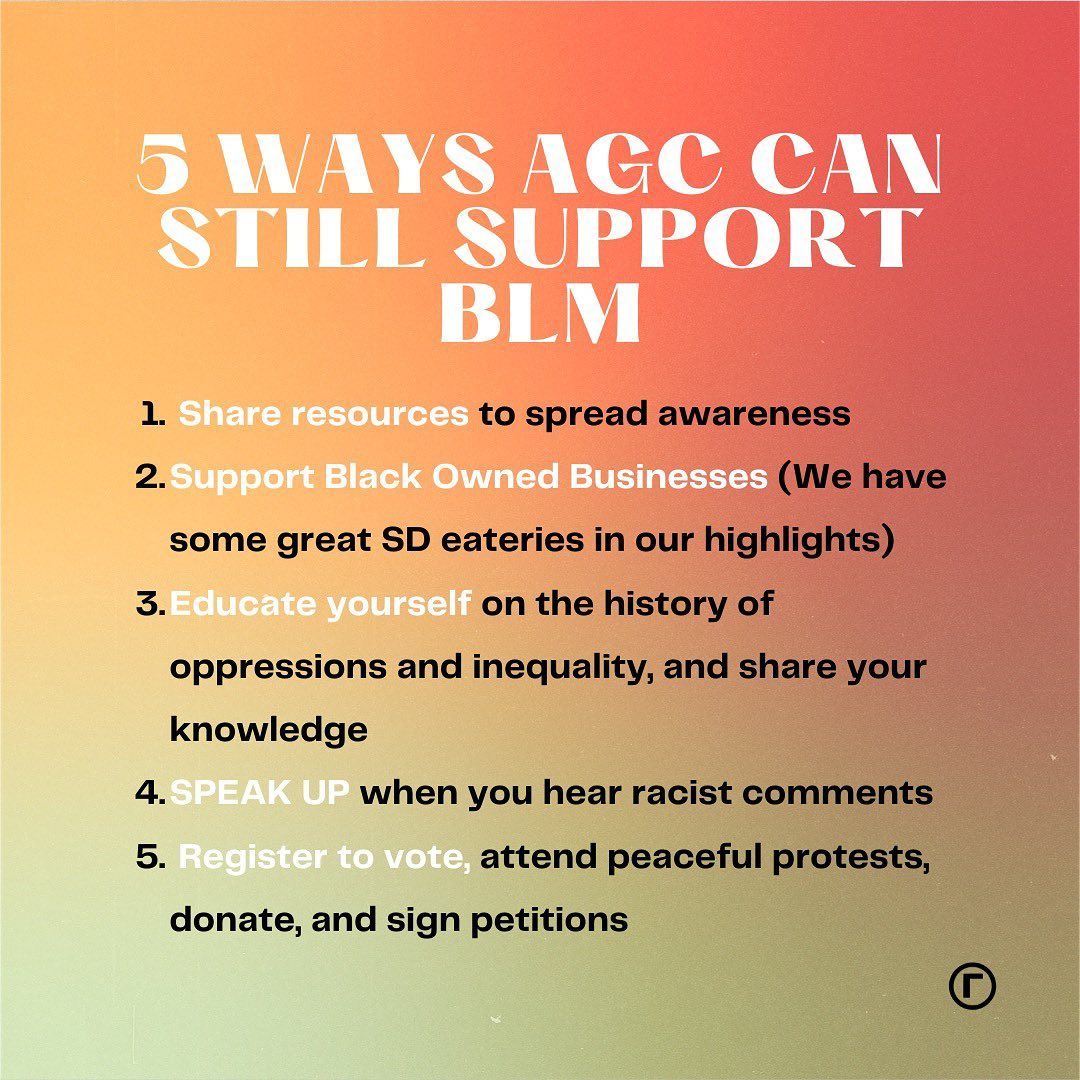 5 WAYS AGC CAN
STILL SUPPORT
BLM
1. Share resources to spread awareness
2. Support Black Owned Businesses (We have
some great SD eateries in our highlights)
3. Educate yourself on the history of
oppressions and inequality, and share your
knowledge
4. SPEAK UP when you hear racist comments
5. Register to vote, attend peaceful protests,
donate, and sign petitions
Γ